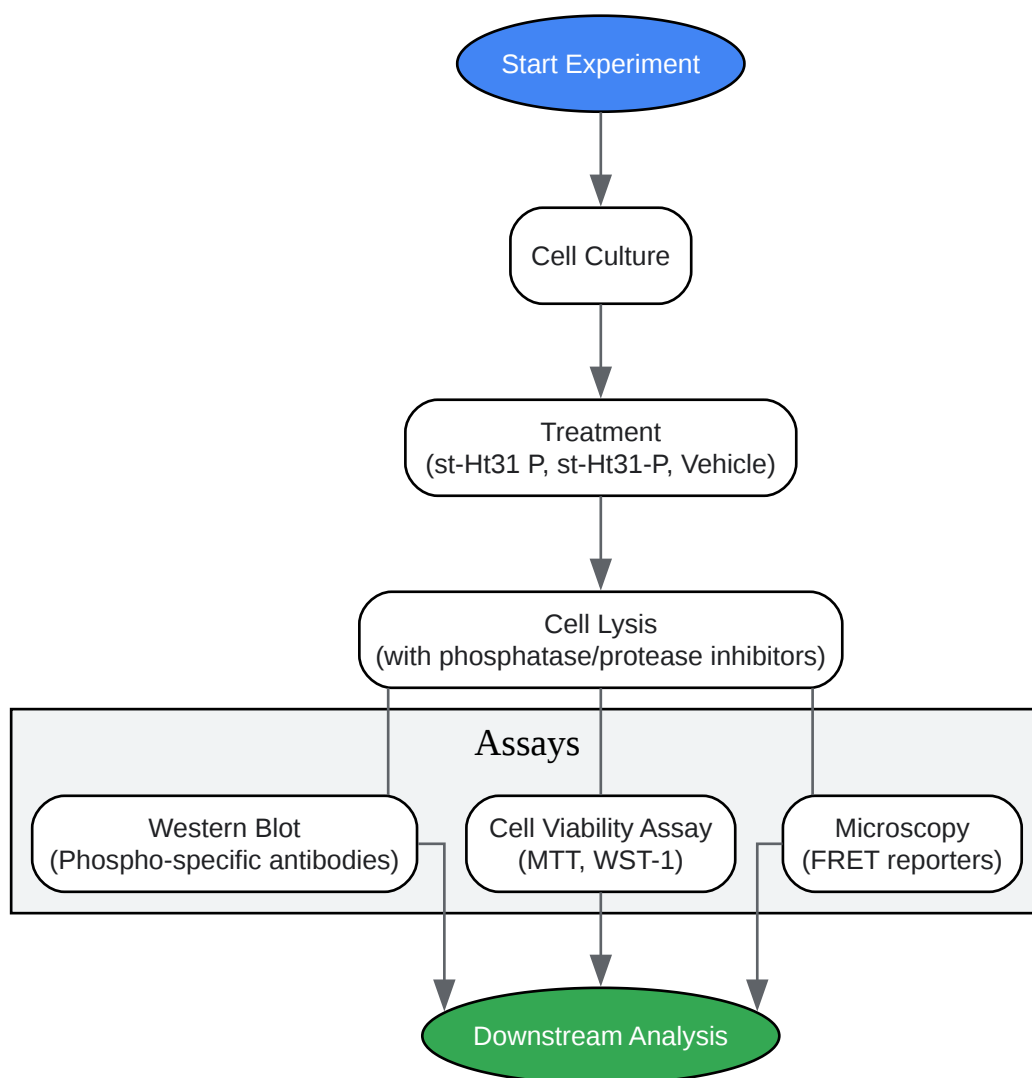 Start Experiment
Cell Culture
Treatment
(st-Ht31 P, st-Ht31-P, Vehicle)
Cell Lysis
(with phosphatase/protease inhibitors)
Assays
Western Blot
(Phospho-specific antibodies)
Cell Viability Assay
(MTT, WST-1)
Microscopy
(FRET reporters)
Downstream Analysis